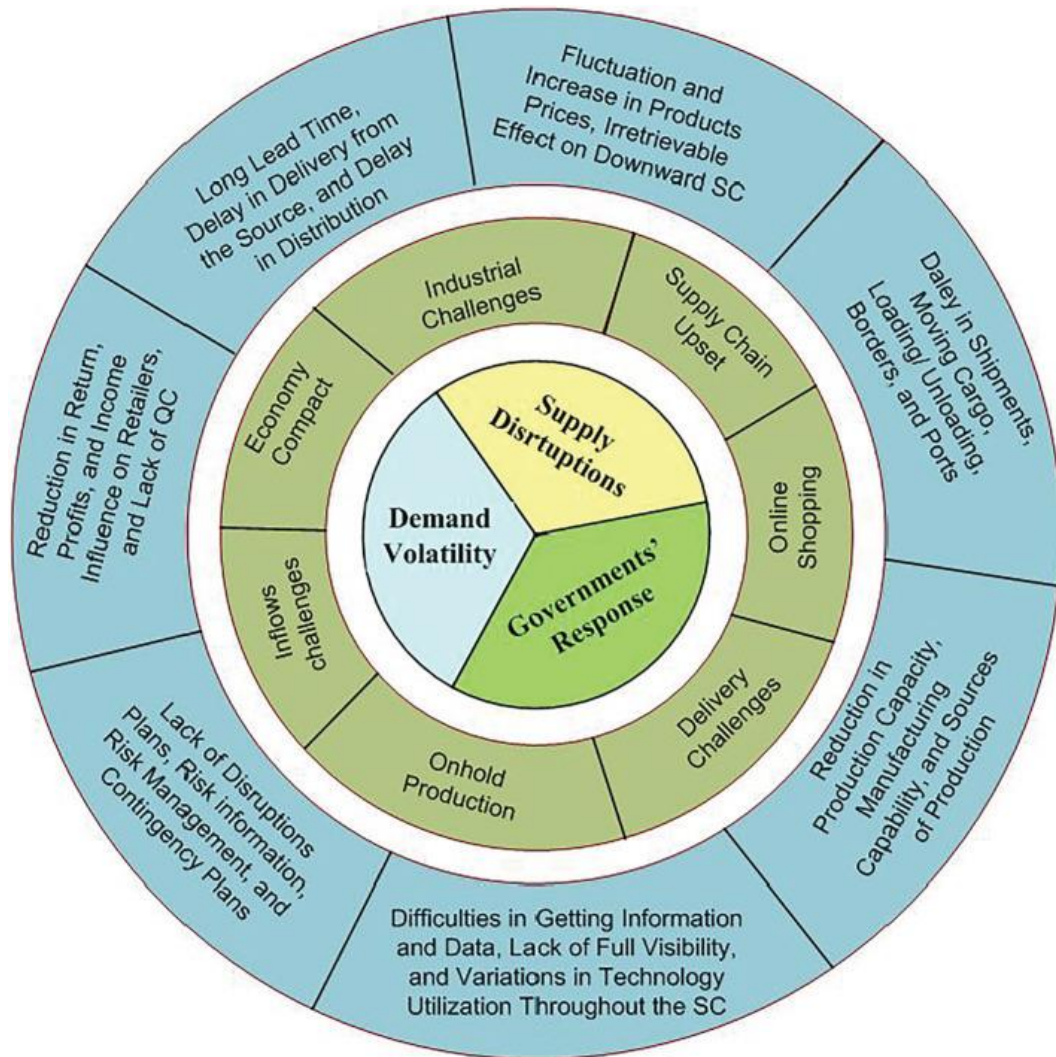 Fluctuation and
Increase in Products
Prices, Irretrievable
Effect on Downward SC
Daley in Shipments,
Moving Cargo,
Loading/ Unloading,
Borders, and Ports
Reduction in
Production Capacity,
Manufacturing
Capability, and Sources
of Production
Difficulties in Getting Information
and Data, Lack of Full Visibility,
and Variations in Technology
Utilization Throughout the SC
Lack of Disruptions
Plans, Risk information,
Risk Management, and
Contingency Plans
Reduction in Return,
Profits, and Income
Influence on Retailers,
and Lack of QC
Long Lead Time,
Delay in Delivery from
the Source, and Delay
in Distribution
Industrial
Challenges
Supply Chain
Upset
Online
Shopping
Delivery
Challenges
Onhold
Production
Inflows
challenges
Economy
Compact
Supply
Disrtuptions
Governments’
Response
Demand
Volatility